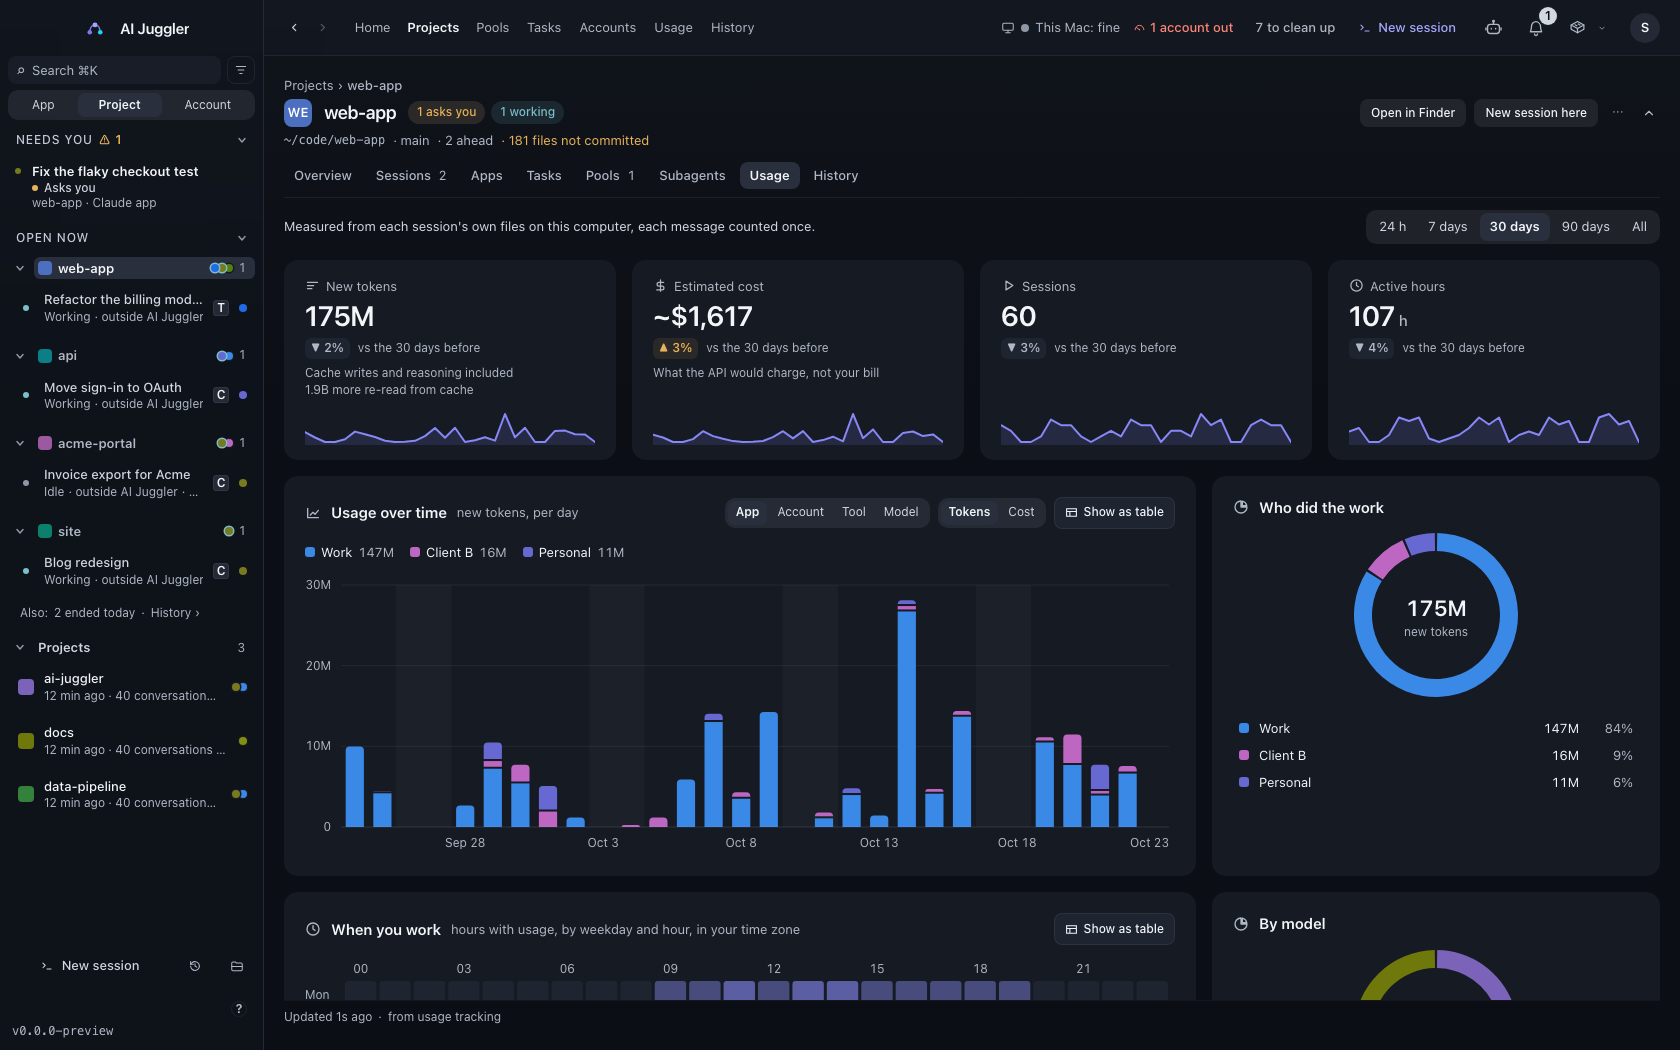 AI Juggler
Search ⌘K
App Project Account
NEEDS YOU 1
Fix the flaky checkout test
Asks you
web-app · Claude app
OPEN NOW
web-app 1
Refactor the billing mod... T
Working · outside AI Juggler
api 1
Move sign-in to OAuth C
Working · outside AI Juggler
acme-portal 1
Invoice export for Acme C
Idle · outside AI Juggler · ...
site 1
Blog redesign C
Working · outside AI Juggler
Also: 2 ended today · History ›
Projects 3
ai-juggler
12 min ago · 40 conversation...
docs
12 min ago · 40 conversations ...
data-pipeline
12 min ago · 40 conversation...
New session
?
v0.0.0-preview
‹ › Home Projects Pools Tasks Accounts Usage History
This Mac: fine 1 account out 7 to clean up New session 1 S
Projects › web-app
WE web-app 1 asks you 1 working
Open in Finder New session here ···
~/code/web-app · main · 2 ahead · 181 files not committed
Overview Sessions 2 Apps Tasks Pools 1 Subagents Usage History
Measured from each session's own files on this computer, each message counted once.
24 h 7 days 30 days 90 days All
New tokens
175M
▼ 2% vs the 30 days before
Cache writes and reasoning included
1.9B more re-read from cache
$ Estimated cost
~$1,617
▲ 3% vs the 30 days before
What the API would charge, not your bill
Sessions
60
▼ 3% vs the 30 days before
Active hours
107 h
▼ 4% vs the 30 days before
Usage over time new tokens, per day
App Account Tool Model Tokens Cost Show as table
Work 147M Client B 16M Personal 11M
30M
20M
10M
0
Sep 28 Oct 3 Oct 8 Oct 13 Oct 18 Oct 23
Who did the work
175M
new tokens
Work 147M 84%
Client B 16M 9%
Personal 11M 6%
When you work hours with usage, by weekday and hour, in your time zone
Show as table
00 03 06 09 12 15 18 21
Mon
By model
Updated 1s ago · from usage tracking